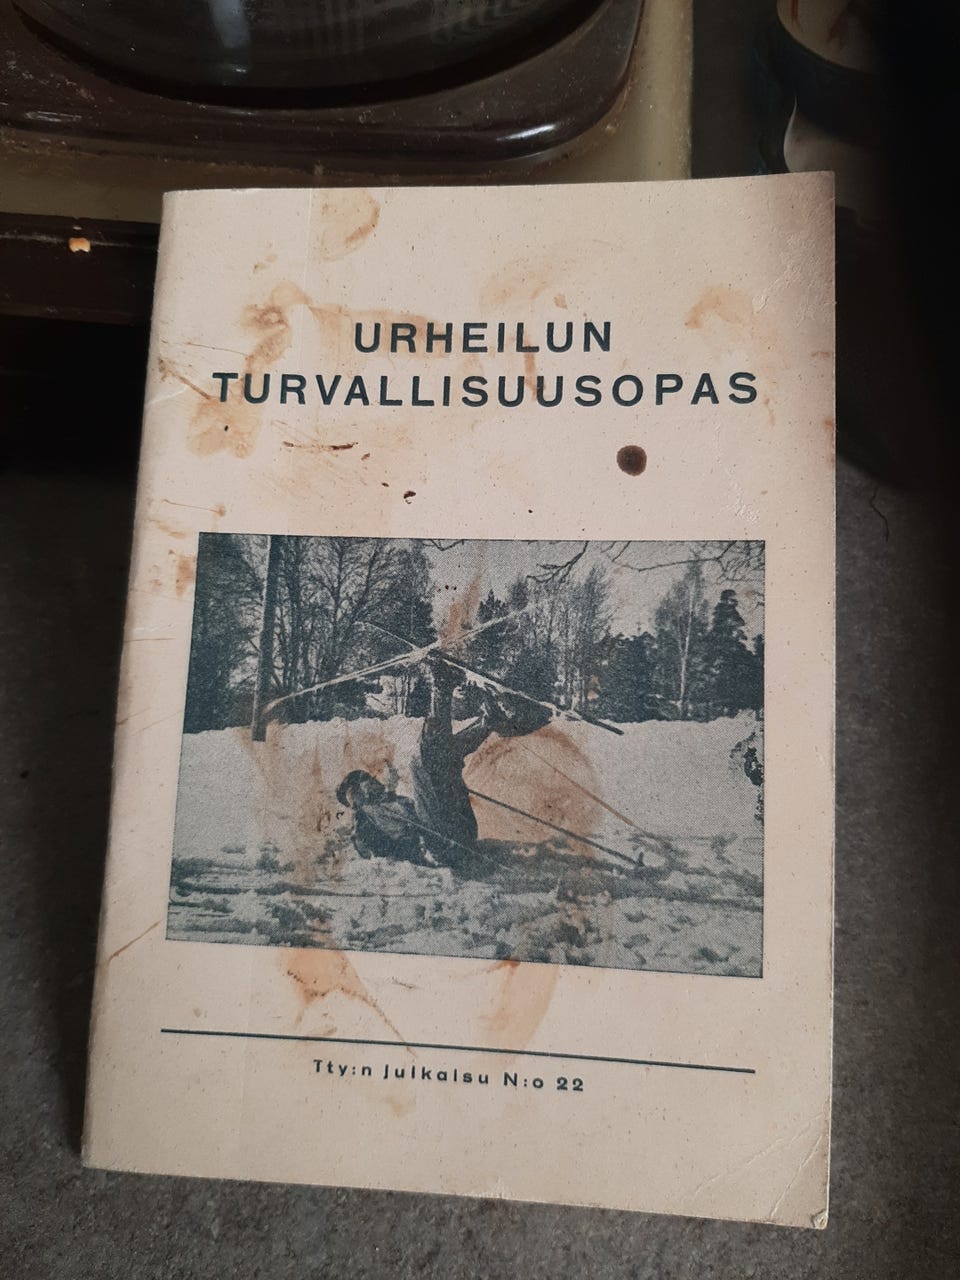 URHEILUN
TURVALLISUUSOPAS
Tty:n julkaisu N:o 22